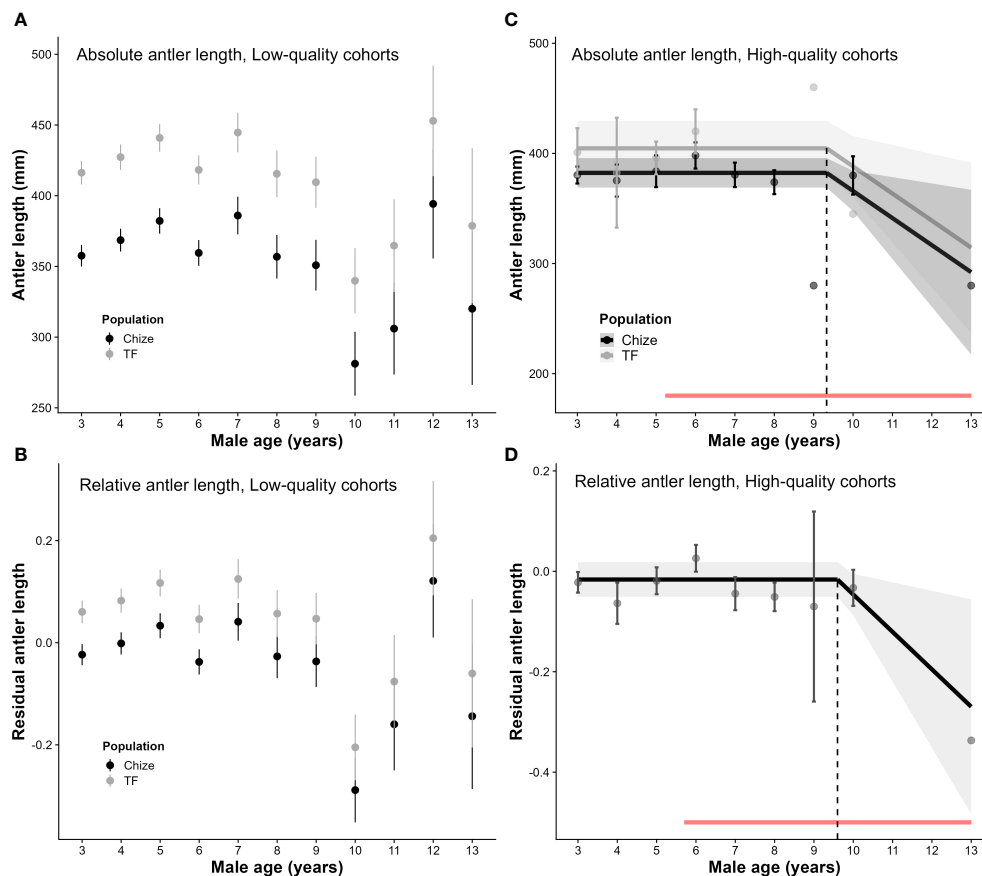 A
Absolute antler length, Low-quality cohorts
500
450
400
350
300
250
Antler length (mm)
Population
Chize
TF
3 4 5 6 7 8 9 10 11 12 13
Male age (years)
C
Absolute antler length, High-quality cohorts
500
400
300
200
Antler length (mm)
Population
Chize
TF
3 4 5 6 7 8 9 10 11 12 13
Male age (years)
B
Relative antler length, Low-quality cohorts
0.2
0.0
-0.2
Residual antler length
Population
Chize
TF
3 4 5 6 7 8 9 10 11 12 13
Male age (years)
D
Relative antler length, High-quality cohorts
0.2
0.0
-0.2
-0.4
Residual antler length
3 4 5 6 7 8 9 10 12 12 13
Male age (years)